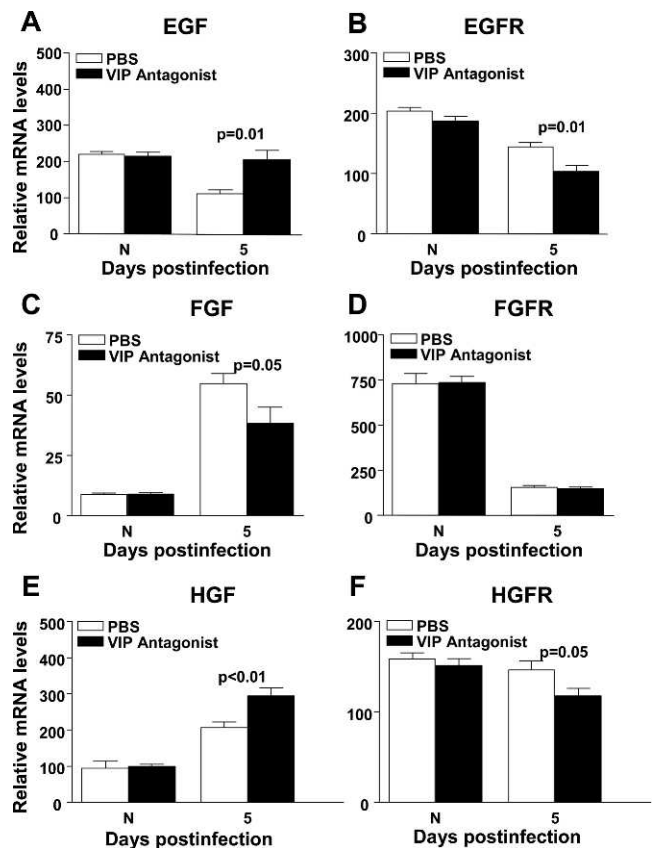 A EGF
Relative mRNA levels
500
400
300
200
100
0
PBS
VIP Antagonist
p=0.01
N 5
Days postinfection
B EGFR
300
200
100
0
PBS
VIP Antagonist
p=0.01
N 5
Days postinfection
C FGF
Relative mRNA levels
75
50
25
0
PBS
VIP Antagonist
p=0.05
N 5
Days postinfection
D FGFR
1000
750
500
250
0
PBS
VIP Antagonist
N 5
Days postinfection
E HGF
Relative mRNA levels
500
400
300
200
100
0
PBS
VIP Antagonist
p<0.01
N 5
Days postinfection
F HGFR
200
100
0
PBS
VIP Antagonist
p=0.05
N 5
Days postinfection